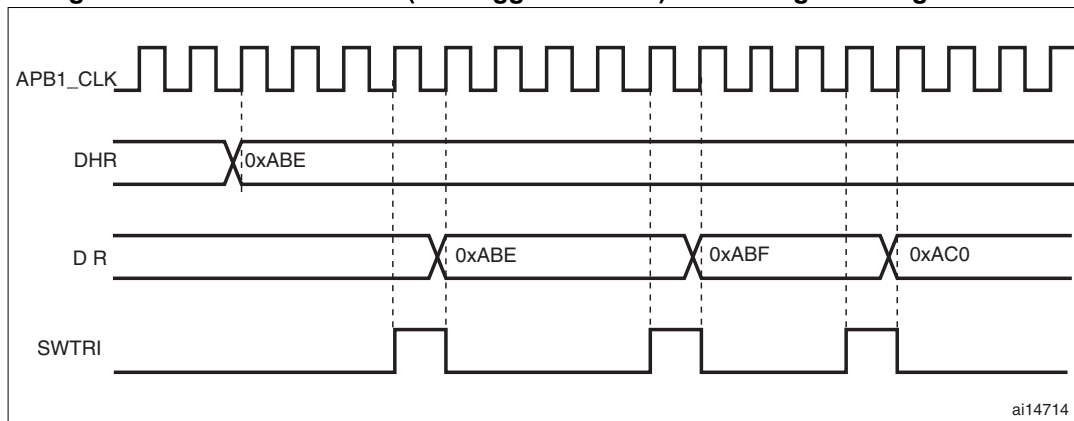 APB1_CLK
DHR
0xABE
D R
0xABE
0xABF
0xAC0
SWTRI
ai14714